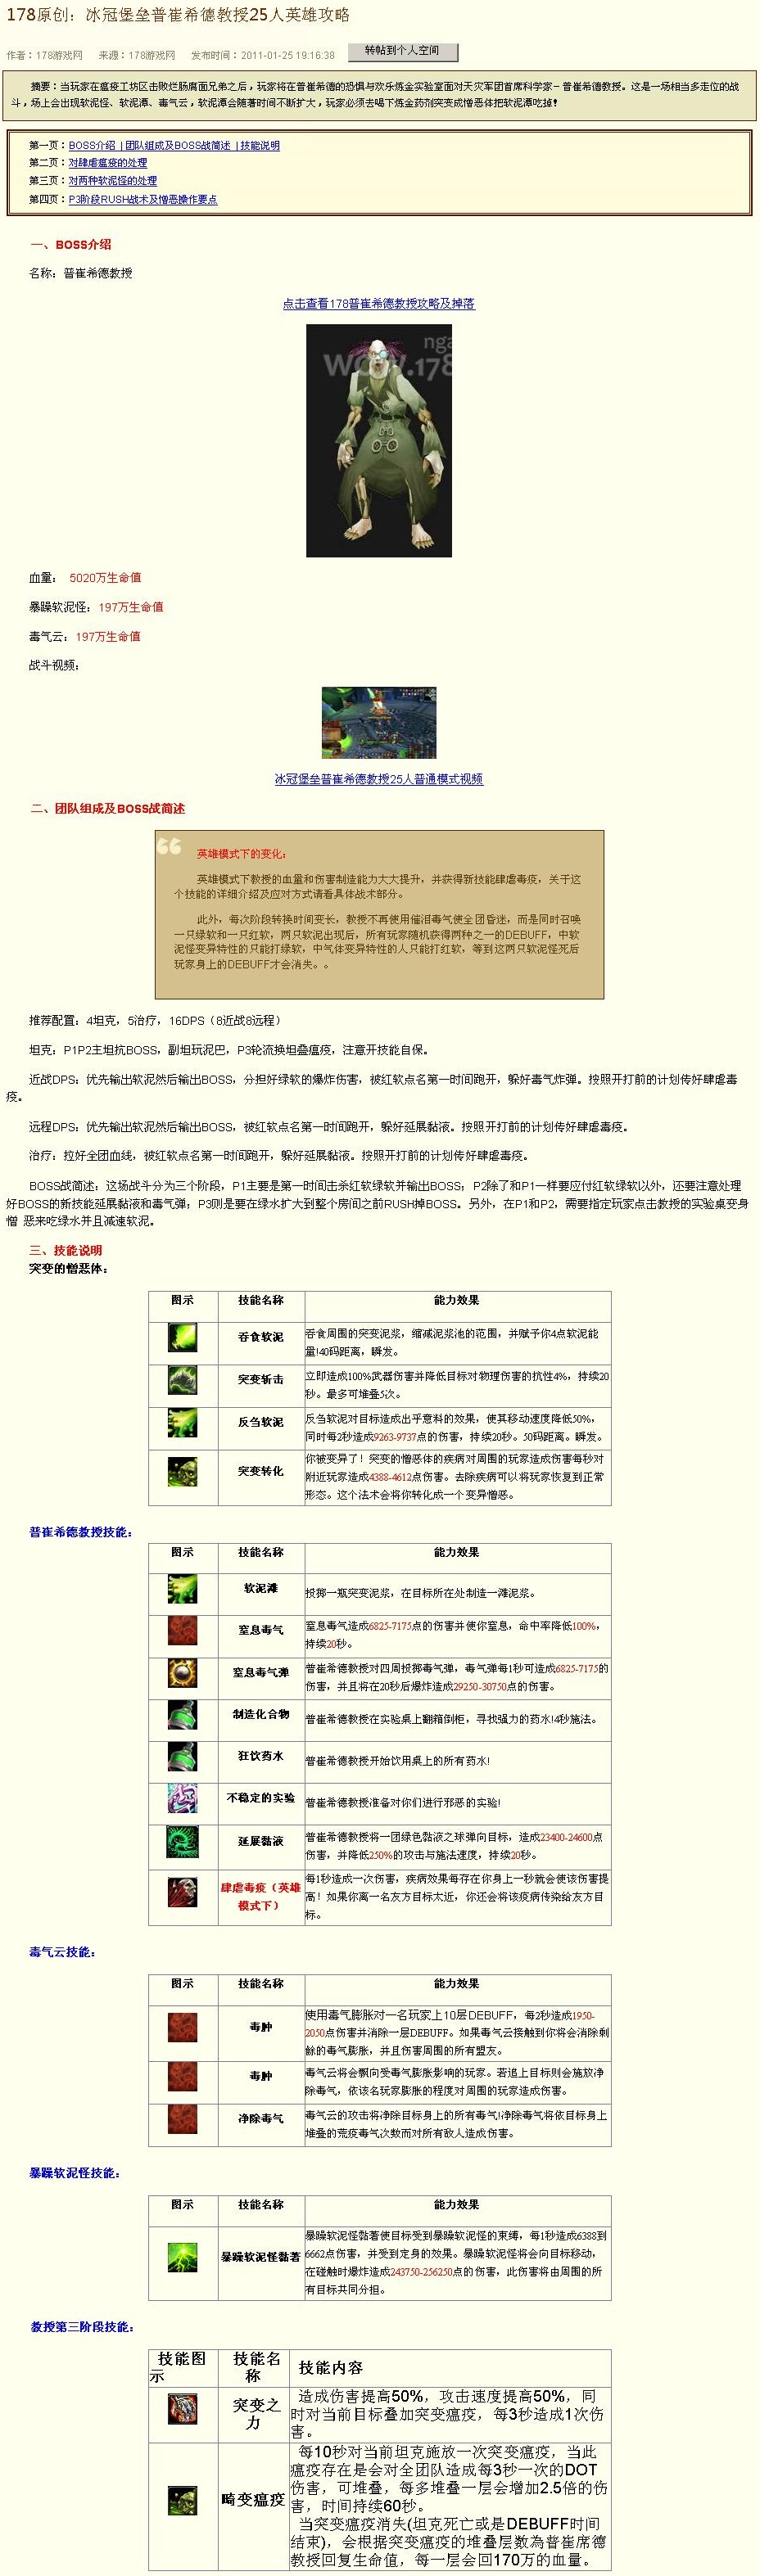 178原创：冰冠堡垒普崔希德教授25人英雄攻略
作者：178游戏网 来源：178游戏网 发布时间：2011-01-25 19:16:38 转帖到个人空间
摘要：当玩家在瘟疫工坊区击败烂肠腐面兄弟之后，玩家将在普崔希德的恐惧与欢乐炼金实验室面对天灾军团首席科学家-普崔希德教授。这是一场相当多走位的战
斗，场上会出现软泥怪、软泥潭、毒气云，软泥潭会随著时间不断扩大，玩家必须去喝下炼金药剂突变成憎恶体把软泥潭吃掉！
第一页：BOSS介绍 | 团队组成及BOSS战简述 | 技能说明
第二页：对肆虐瘟疫的处理
第三页：对两种软泥怪的处理
第四页：P3阶段RUSH战术及憎恶操作要点
一、BOSS介绍
名称：普崔希德教授
点击查看178普崔希德教授攻略及掉落
nga
WOW.178
血量： 5020万生命值
暴躁软泥怪：197万生命值
毒气云：197万生命值
战斗视频：
冰冠堡垒普崔希德教授25人普通模式视频
二、团队组成及BOSS战简述
英雄模式下的变化：
英雄模式下教授的血量和伤害制造能力大大提升，并获得新技能肆虐毒疫，关于这
个技能的详细介绍及应对方式请看具体战术部分。
此外，每次阶段转换时间变长，教授不再使用催泪毒气使全团昏迷，而是同时召唤
一只绿软和一只红软，两只软泥出现后，所有玩家随机获得两种之一的DEBUFF，中软
泥怪变异特性的只能打绿软，中气体变异特性的人只能打红软，等到这两只软泥怪死后
玩家身上的DEBUFF才会消失。。
推荐配置：4坦克，5治疗，16DPS（8近战8远程）
坦克：P1P2主坦抗BOSS，副坦玩泥巴，P3轮流换坦叠瘟疫，注意开技能自保。
近战DPS：优先输出软泥然后输出BOSS，分担好绿软的爆炸伤害，被红软点名第一时间跑开，躲好毒气炸弹。按照开打前的计划传好肆虐毒
疫。
远程DPS：优先输出软泥然后输出BOSS，被红软点名第一时间跑开，躲好延展黏液。按照开打前的计划传好肆虐毒疫。
治疗：拉好全团血线，被红软点名第一时间跑开，躲好延展黏液。按照开打前的计划传好肆虐毒疫。
BOSS战简述：这场战斗分为三个阶段，P1主要是第一时间击杀红软绿软并输出BOSS；P2除了和P1一样要应付红软绿软以外，还要注意处理
好BOSS的新技能延展黏液和毒气弹；P3则是要在绿水扩大到整个房间之前RUSH掉BOSS。另外，在P1和P2，需要指定玩家点击教授的实验桌变身
憎 恶来吃绿水并且减速软泥。
三、技能说明
突变的憎恶体：
图示 技能名称 能力效果
吞食软泥 吞食周围的突变泥浆，缩减泥浆池的范围，并赋予你4点软泥能
量!40码距离，瞬发。
突变斩击 立即造成100%武器伤害并降低目标对物理伤害的抗性4%，持续20
秒。最多可堆叠5次。
反刍软泥 反刍软泥对目标造成出乎意料的效果，使其移动速度降低50%，
同时每2秒造成9263-9737点的伤害，持续20秒。50码距离。瞬发。
突变转化 你被变异了！突变的憎恶体的疾病对周围的玩家造成伤害每秒对
附近玩家造成4388-4612点伤害。去除疾病可以将玩家恢复到正常
形态。这个法术会将你转化成一个变异憎恶。
普崔希德教授技能：
图示 技能名称 能力效果
软泥滩 投掷一瓶突变泥浆，在目标所在处制造一滩泥浆。
窒息毒气 窒息毒气造成6825-7175点的伤害并使你窒息，命中率降低100%，
持续20秒。
窒息毒气弹 普崔希德教授对四周投掷毒气弹，毒气弹每1秒可造成6825-7175的
伤害，并且将在20秒后爆炸造成29250-30750点的伤害。
制造化合物 普崔希德教授在实验桌上翻箱倒柜，寻找强力的药水!4秒施法。
狂饮药水 普崔希德教授开始饮用桌上的所有药水!
不稳定的实验 普崔希德教授准备对你们进行邪恶的实验!
延展黏液 普崔希德教授将一团绿色黏液之球弹向目标，造成23400-24600点
伤害，并降低250%的攻击与施法速度，持续20秒。
肆虐毒疫（英雄
模式下） 每1秒造成一次伤害，疾病效果每存在你身上一秒就会使该伤害提
高！如果你离一名友方目标太近，你还会将该疫病传染给友方目
标。
毒气云技能：
图示 技能名称 能力效果
毒肿 使用毒气膨胀对一名玩家上10层DEBUFF，每2秒造成1950-
2050点伤害并消除一层DEBUFF。如果毒气云接触到你将会消除剩
餘的毒气膨胀，并且伤害周围的所有盟友。
毒肿 毒气云将会飘向受毒气膨胀影响的玩家。若追上目标则会施放净
除毒气，依该名玩家膨胀的程度对周围的玩家造成伤害。
净除毒气 毒气云的攻击将净除目标身上的所有毒气!净除毒气将依目标身上
堆叠的荒疫毒气次数而对所有敌人造成伤害。
暴躁软泥怪技能：
图示 技能名称 能力效果
暴躁软泥怪黏著 暴躁软泥怪黏著使目标受到暴躁软泥怪的束缚，每1秒造成6388到
6662点伤害，并受到定身的效果。暴躁软泥怪将会向目标移动，
在碰触时爆炸造成243750-256250点的伤害，此伤害将由周围的所
有目标共同分担。
教授第三阶段技能：
技能图示 技能名称 技能内容
突变之力 造成伤害提高50%，攻击速度提高50%，同
时对当前目标叠加突变瘟疫，每3秒造成1次伤
害。
畸变瘟疫 每10秒对当前坦克施放一次突变瘟疫，当此
瘟疫存在是会对全团队造成每3秒一次的DOT
伤害，可堆叠，每多堆叠一层会增加2.5倍的伤
害，时间持续60秒。
当突变瘟疫消失(坦克死亡或是DEBUFF时间
结束)，会根据突变瘟疫的堆叠层数為普崔席德
教授回复生命值，每一层会回170万的血量。